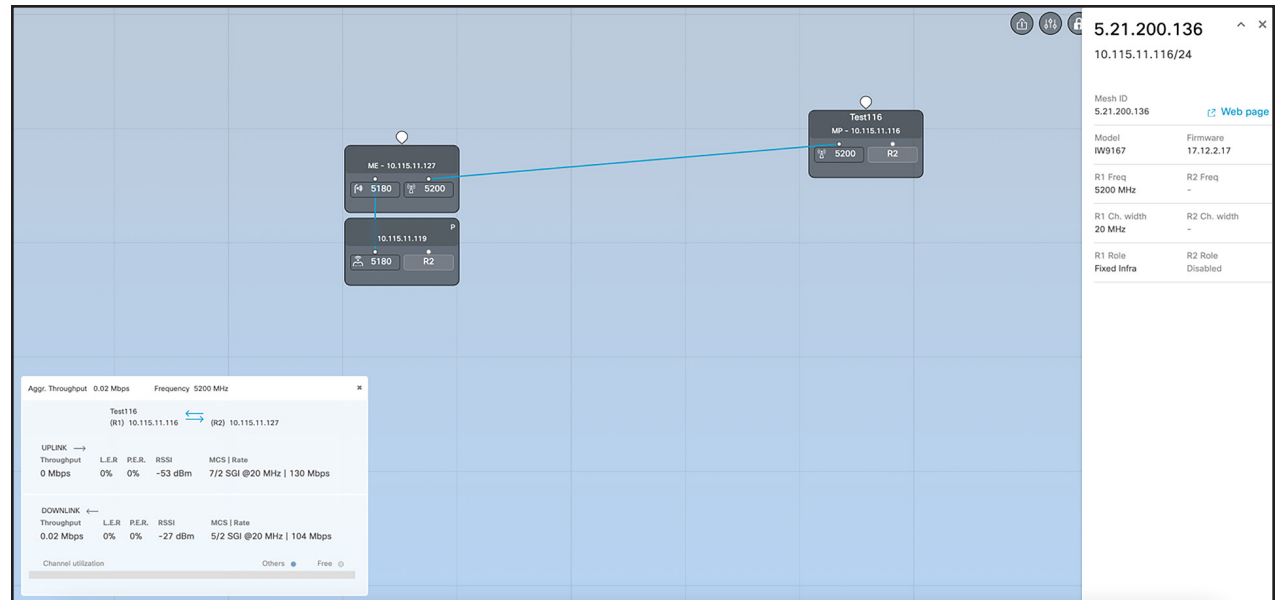 5.21.200.136
10.115.11.116/24
Mesh ID
5.21.200.136 Web page
Model Firmware
IW9167 17.12.2.17
R1 Freq R2 Freq
5200 MHz -
R1 Ch. width R2 Ch. width
20 MHz -
R1 Role R2 Role
Fixed Infra Disabled
Test116
MP - 10.115.11.116
5200 R2
ME - 10.115.11.127
5180 5200
P
10.115.11.119
5180 R2
Aggr. Throughput 0.02 Mbps Frequency 5200 MHz
Test116
(R1) 10.115.11.116 (R2) 10.115.11.127
UPLINK
Throughput L.E.R P.E.R. RSSI MCS | Rate
0 Mbps 0% 0% -53 dBm 7/2 SGI @20 MHz | 130 Mbps
DOWNLINK
Throughput L.E.R P.E.R. RSSI MCS | Rate
0.02 Mbps 0% 0% -27 dBm 5/2 SGI @20 MHz | 104 Mbps
Channel utilization Others Free